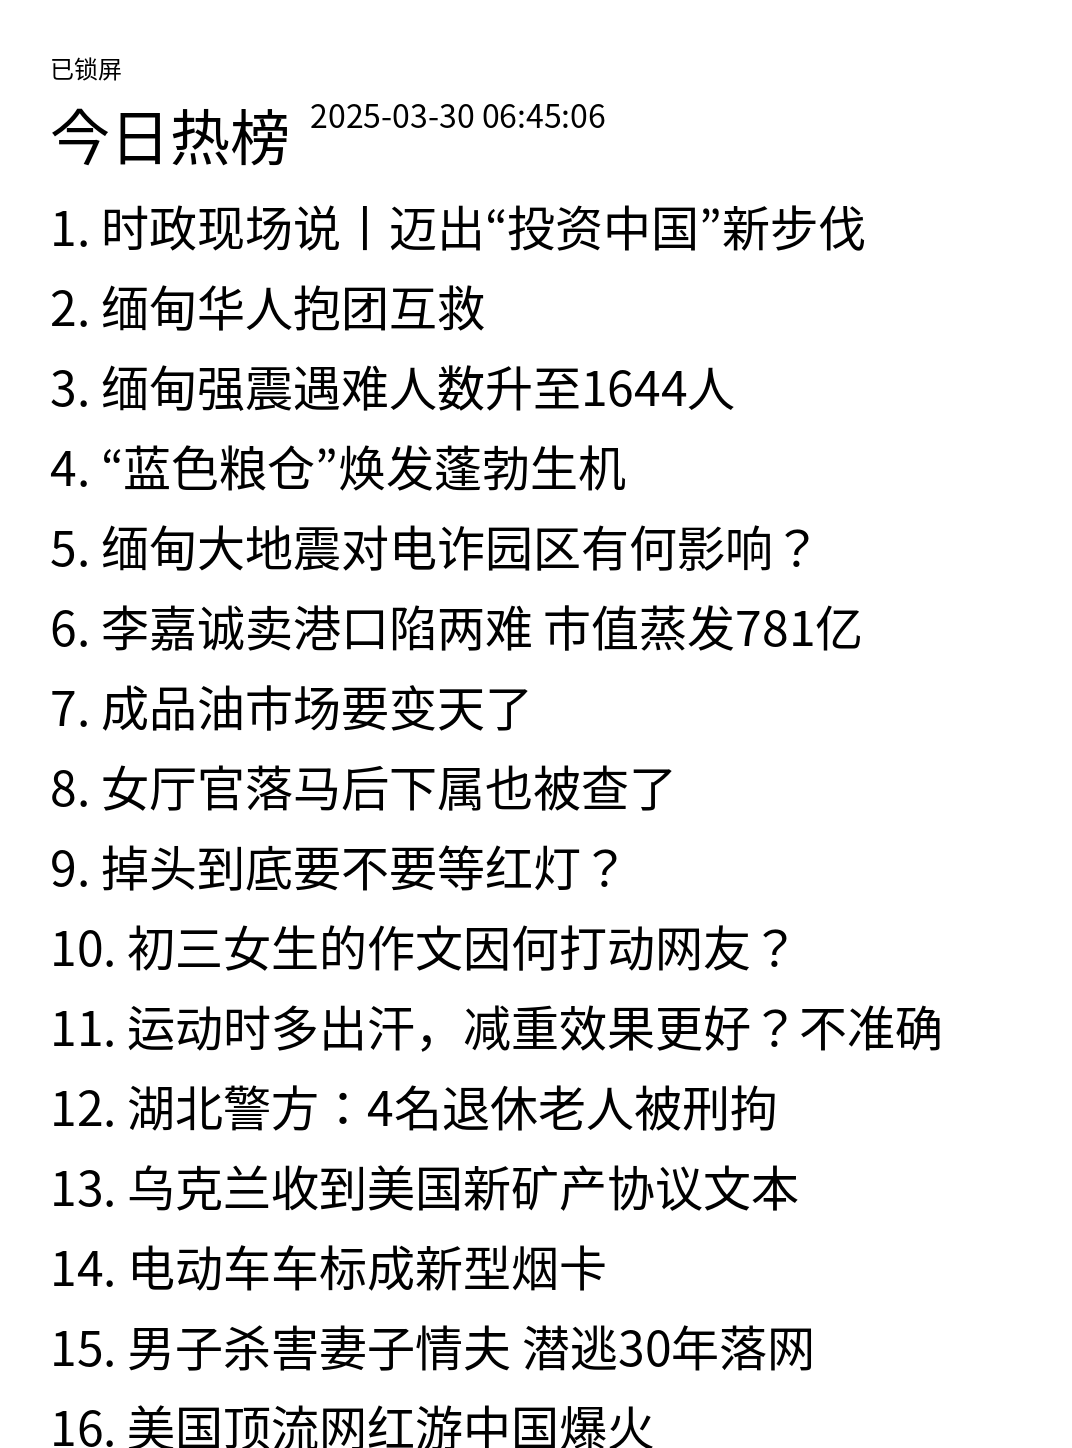 已锁屏
今日热榜 2025-03-30 06:45:06
1. 时政现场说丨迈出“投资中国”新步伐
2. 缅甸华人抱团互救
3. 缅甸强震遇难人数升至1644人
4. “蓝色粮仓”焕发蓬勃生机
5. 缅甸大地震对电诈园区有何影响？
6. 李嘉诚卖港口陷两难 市值蒸发781亿
7. 成品油市场要变天了
8. 女厅官落马后下属也被查了
9. 掉头到底要不要等红灯？
10. 初三女生的作文因何打动网友？
11. 运动时多出汗，减重效果更好？不准确
12. 湖北警方：4名退休老人被刑拘
13. 乌克兰收到美国新矿产协议文本
14. 电动车车标成新型烟卡
15. 男子杀害妻子情夫 潜逃30年落网
16. 美国顶流网红游中国爆火